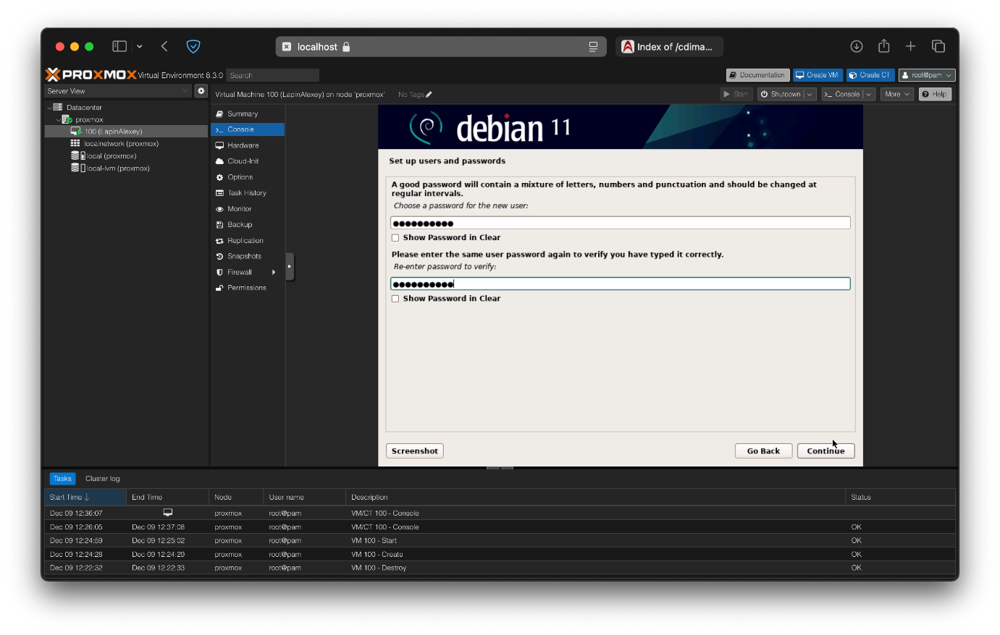 localhost
Index of /cdima...
PROXMOX Virtual Environment 8.3.0 Search
Documentation Create VM Create CT root@pam
Server View
Virtual Machine 100 (LapinAlexey) on node 'proxmox' No Tags
Start Shutdown Console More Help
Datacenter
proxmox
100 (LapinAlexey)
localnetwork (proxmox)
local (proxmox)
local-lvm (proxmox)
Summary
Console
Hardware
Cloud-Init
Options
Task History
Monitor
Backup
Replication
Snapshots
Firewall
Permissions
debian 11
Set up users and passwords
A good password will contain a mixture of letters, numbers and punctuation and should be changed at
regular intervals.
Choose a password for the new user:
●●●●●●●●●●
Show Password in Clear
Please enter the same user password again to verify you have typed it correctly.
Re-enter password to verify:
●●●●●●●●●●
Show Password in Clear
Screenshot Go Back Continue
Tasks Cluster log
Start Time End Time Node User name Description Status
Dec 09 12:36:07 proxmox root@pam VM/CT 100 - Console
Dec 09 12:26:05 Dec 09 12:37:08 proxmox root@pam VM/CT 100 - Console OK
Dec 09 12:24:59 Dec 09 12:25:02 proxmox root@pam VM 100 - Start OK
Dec 09 12:24:28 Dec 09 12:24:29 proxmox root@pam VM 100 - Create OK
Dec 09 12:22:32 Dec 09 12:22:33 proxmox root@pam VM 100 - Destroy OK